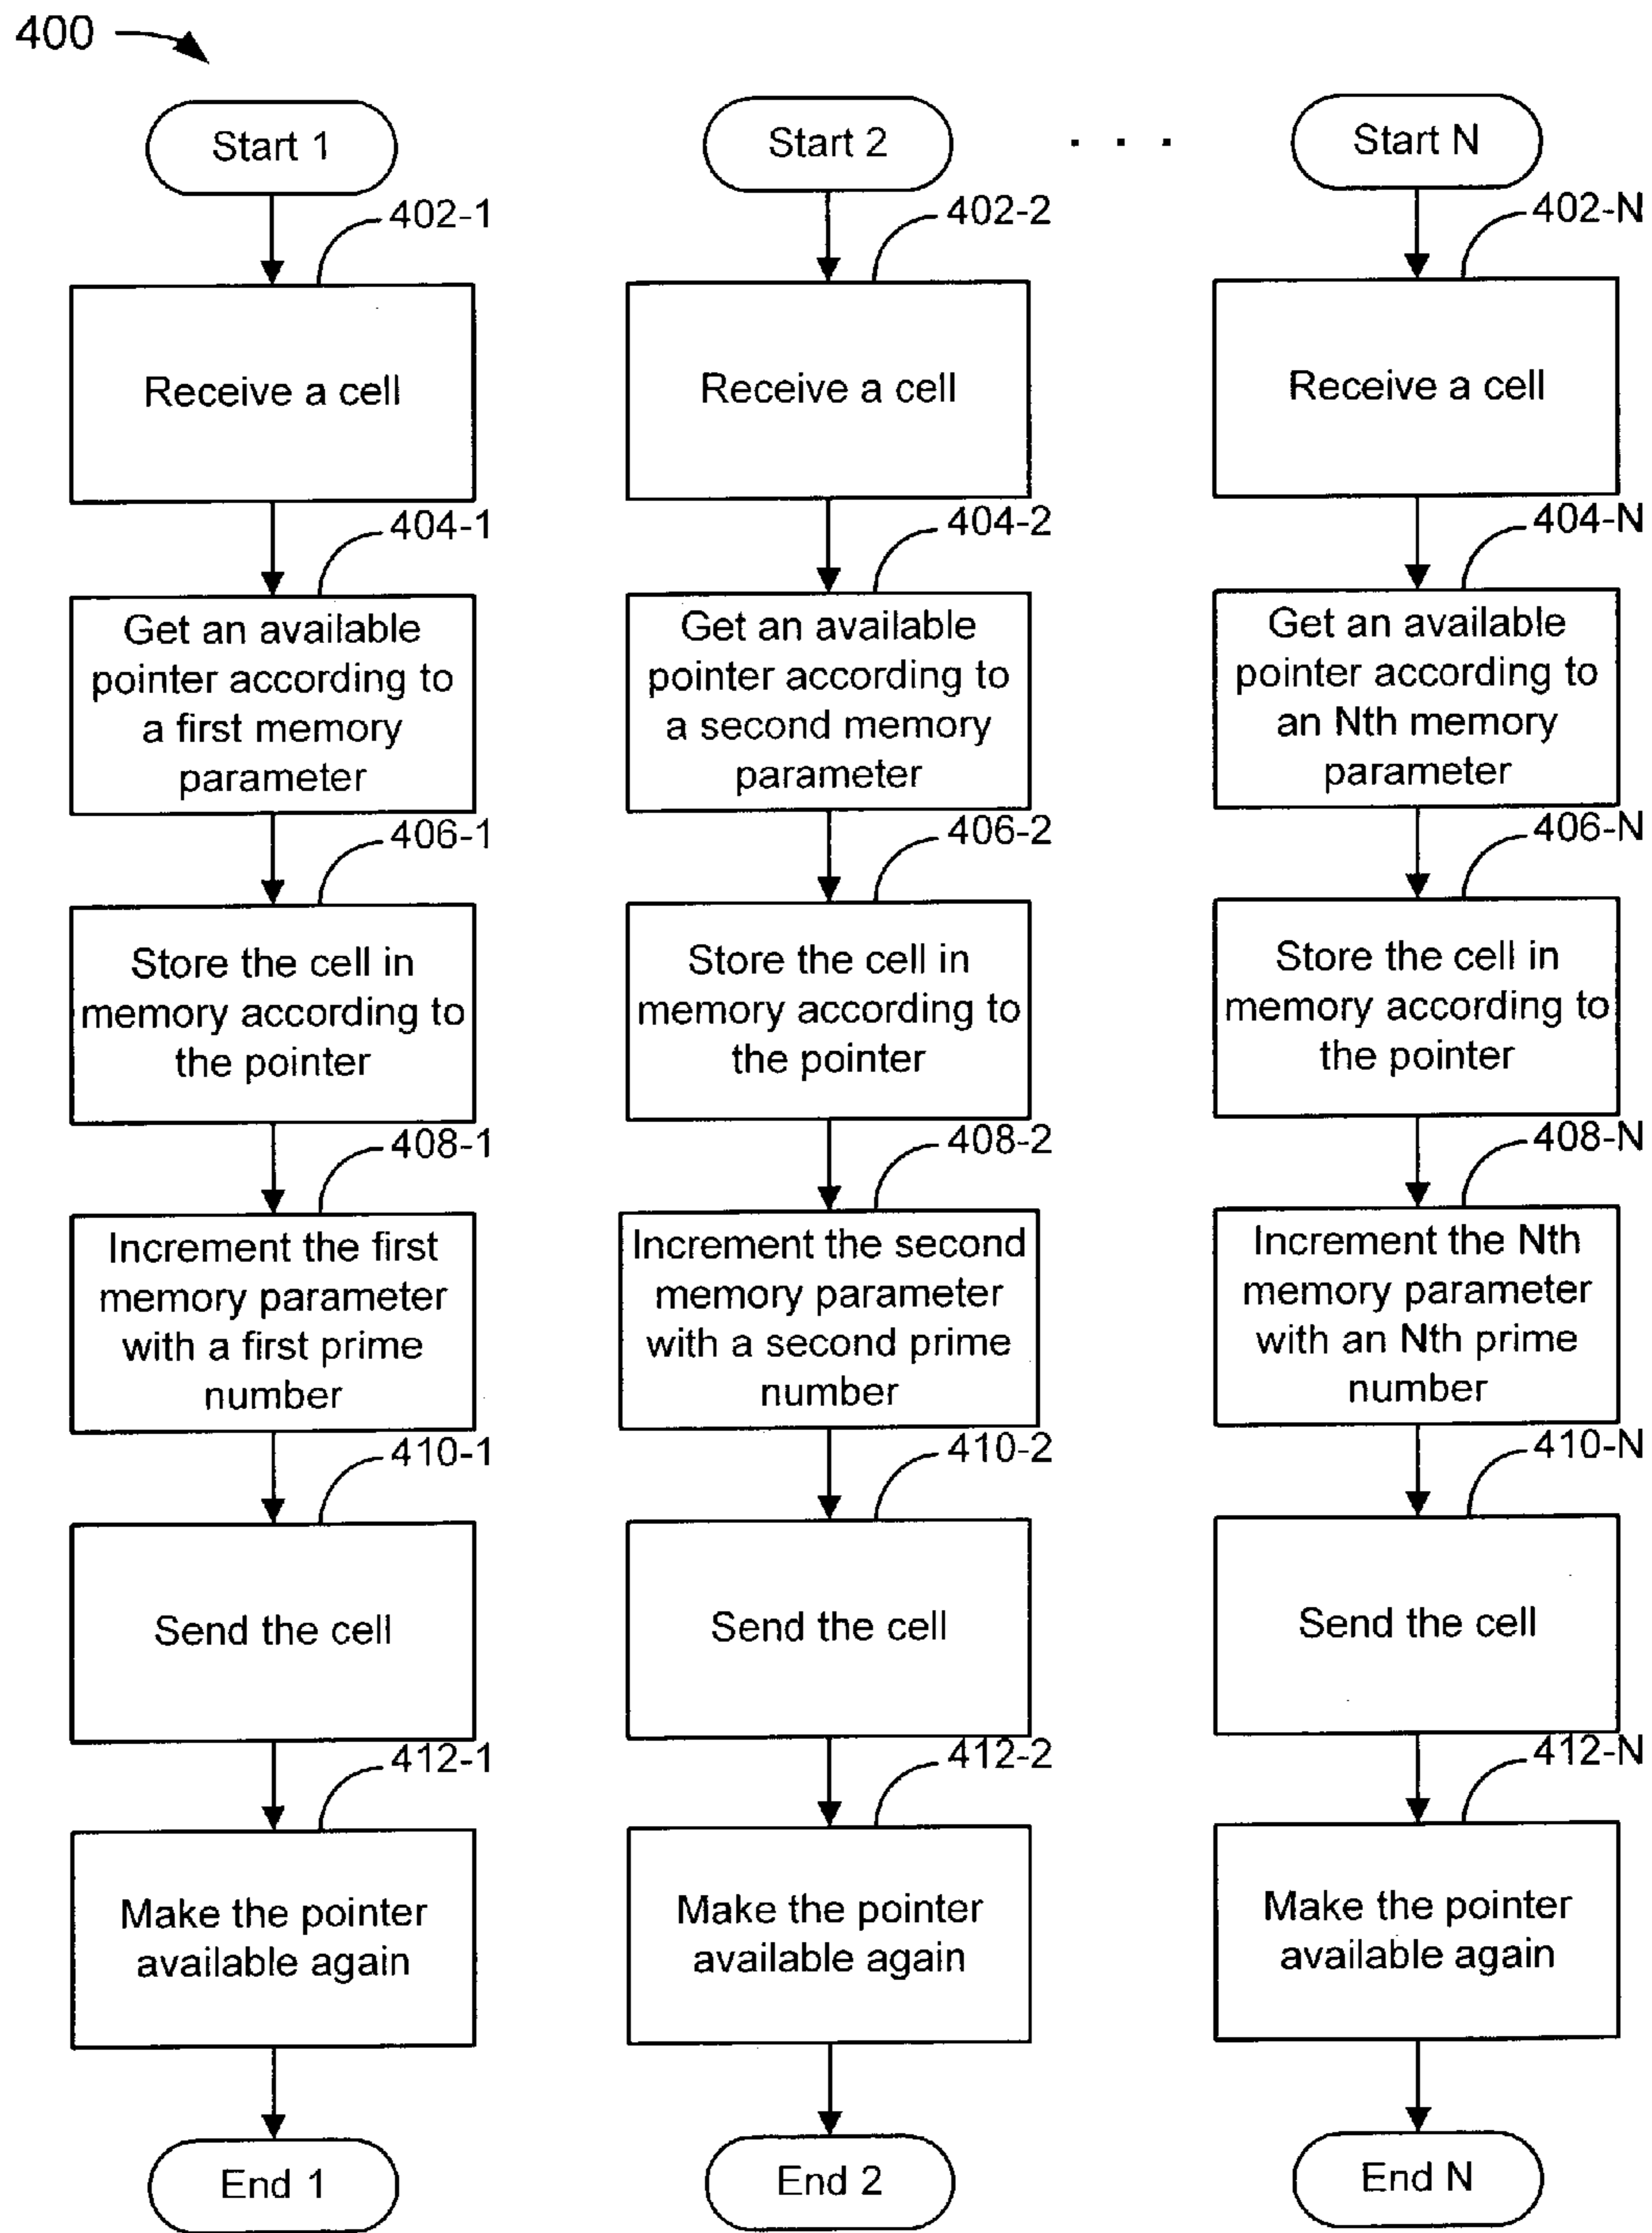 400
Start 1
402-1
Receive a cell
404-1
Get an available
pointer according to
a first memory
parameter
406-1
Store the cell in
memory according to
the pointer
408-1
Increment the first
memory parameter
with a first prime
number
410-1
Send the cell
412-1
Make the pointer
available again
End 1
Start 2
402-2
Receive a cell
404-2
Get an available
pointer according to
a second memory
parameter
406-2
Store the cell in
memory according to
the pointer
408-2
Increment the second
memory parameter
with a second prime
number
410-2
Send the cell
412-2
Make the pointer
available again
End 2
. . .
Start N
402-N
Receive a cell
404-N
Get an available
pointer according to
an Nth memory
parameter
406-N
Store the cell in
memory according to
the pointer
408-N
Increment the Nth
memory parameter
with an Nth prime
number
410-N
Send the cell
412-N
Make the pointer
available again
End N